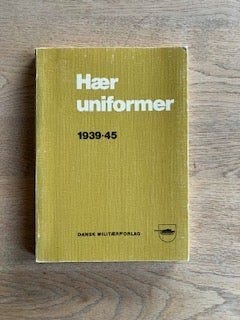 Hær
uniformer
1939-45
DANSK MILITÆRFORLAG